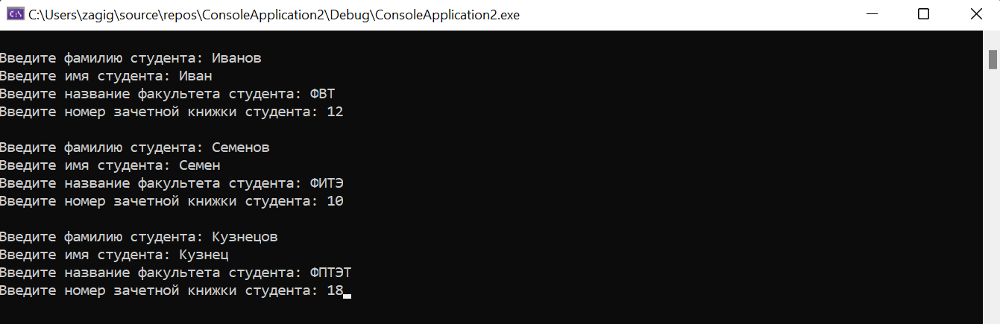 C:\Users\zagig\source\repos\ConsoleApplication2\Debug\ConsoleApplication2.exe
Введите фамилию студента: Иванов
Введите имя студента: Иван
Введите название факультета студента: ФВТ
Введите номер зачетной книжки студента: 12
Введите фамилию студента: Семенов
Введите имя студента: Семен
Введите название факультета студента: ФИТЭ
Введите номер зачетной книжки студента: 10
Введите фамилию студента: Кузнецов
Введите имя студента: Кузнец
Введите название факультета студента: ФПТЭТ
Введите номер зачетной книжки студента: 18